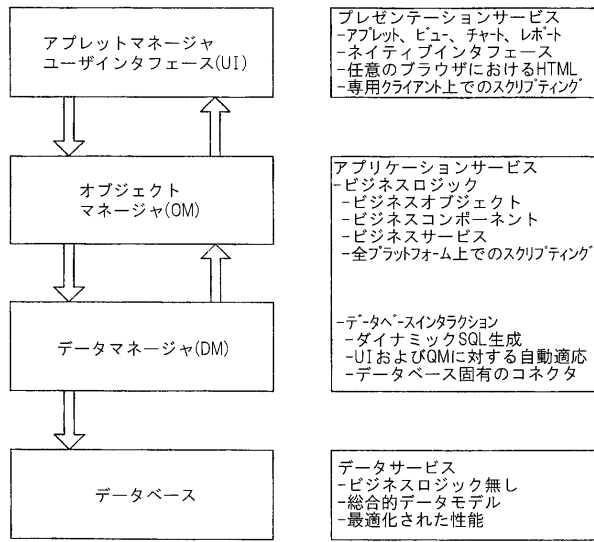 アプレットマネージャ
ユーザインタフェース(UI)
プレゼンテーションサービス
-アプレット、ビュー、チャート、レポート
-ネイティブインタフェース
-任意のブラウザにおけるHTML
-専用クライアント上でのスクリプティング
オブジェクト
マネージャ(OM)
アプリケーションサービス
-ビジネスロジック
-ビジネスオブジェクト
-ビジネスコンポーネント
-ビジネスサービス
-全プラットフォーム上でのスクリプティング
データマネージャ(DM)
-データベースインタラクション
-ダイナミックSQL生成
-UIおよびQMに対する自動適応
-データベース固有のコネクタ
データベース
データサービス
-ビジネスロジック無し
-総合的データモデル
-最適化された性能